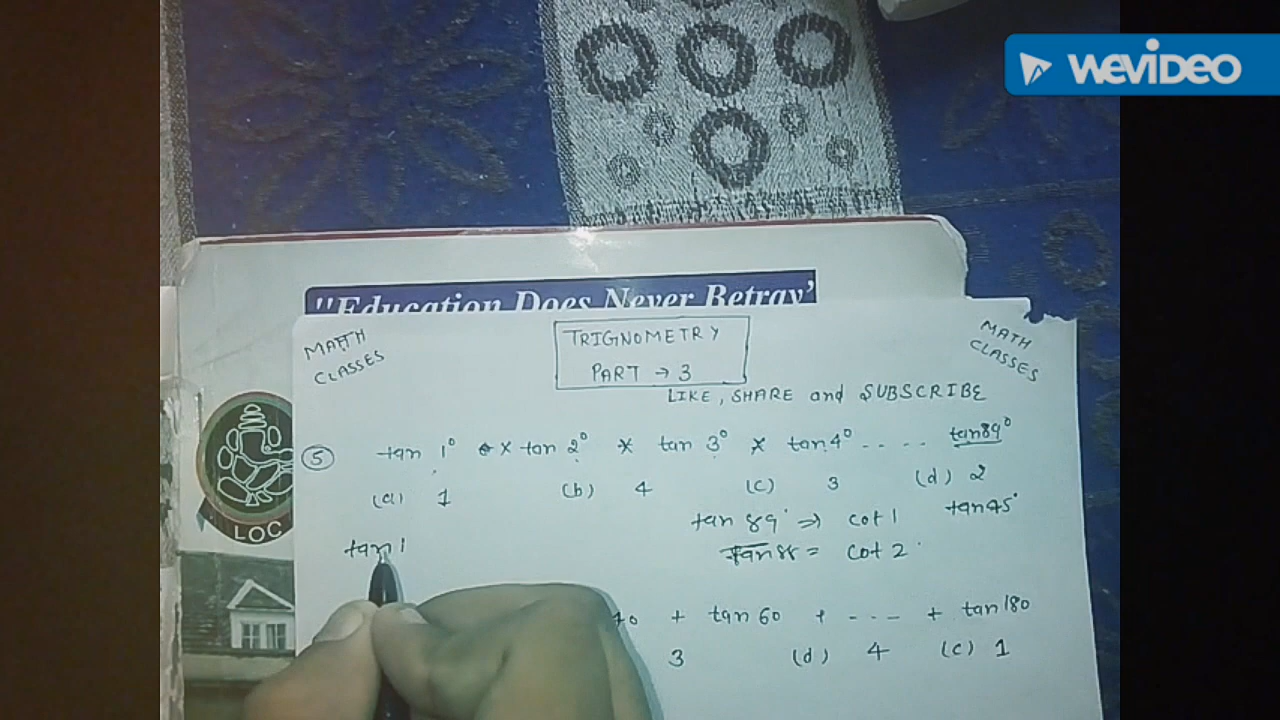 WEVIDEO
"Education Does Never Betray'
MATH
CLASSES
TRIGNOMETRY
PART → 3
MATH
CLASSES
LIKE, SHARE and SUBSCRIBE
⑤ tan 1° × tan 2° × tan 3° × tan 4° ..... tan 89°
(a) 1 (b) 4 (c) 3 (d) 2
tan 89° ⇒ cot 1 tan 45°
tan 88 = cot 2
tan 1
LOC
40 + tan 60 + --- + tan 180
3 (d) 4 (c) 1